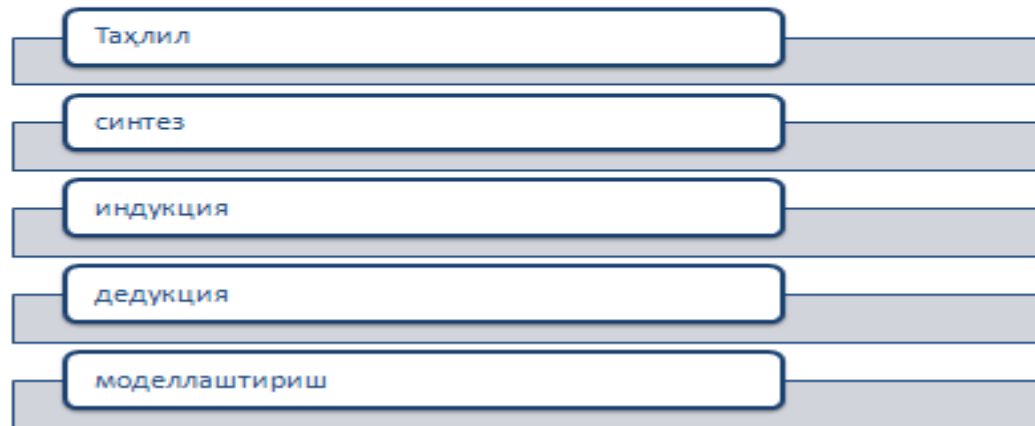 Таҳлил
синтез
индукция
дедукция
моделлаштириш